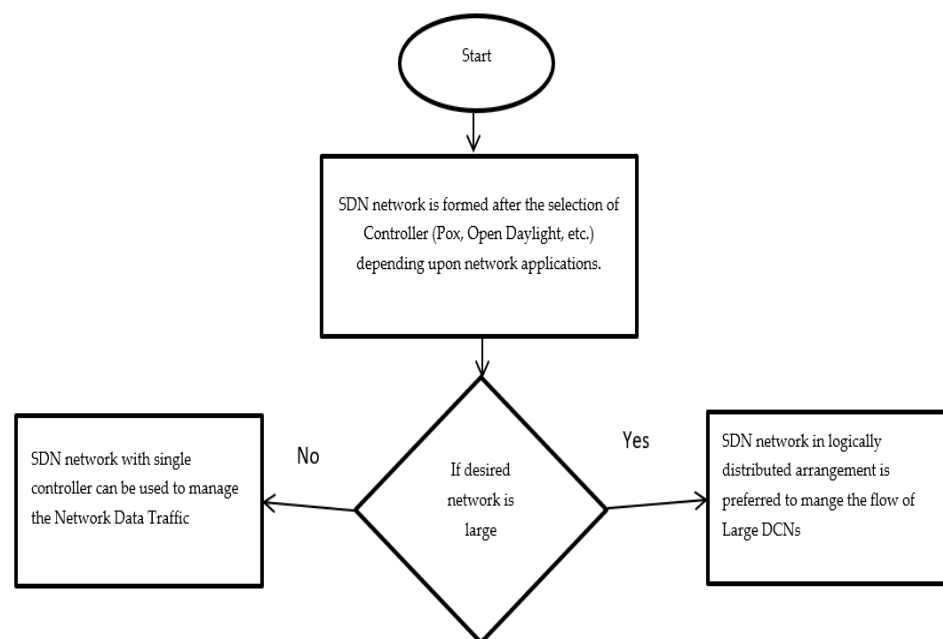 Start
SDN network is formed after the selection of
Controller (Pox, Open Daylight, etc.)
depending upon network applications.
No
Yes
SDN network with single
controller can be used to manage
the Network Data Traffic
If desired
network is
large
SDN network in logically
distributed arrangement is
preferred to mange the flow of
Large DCNs